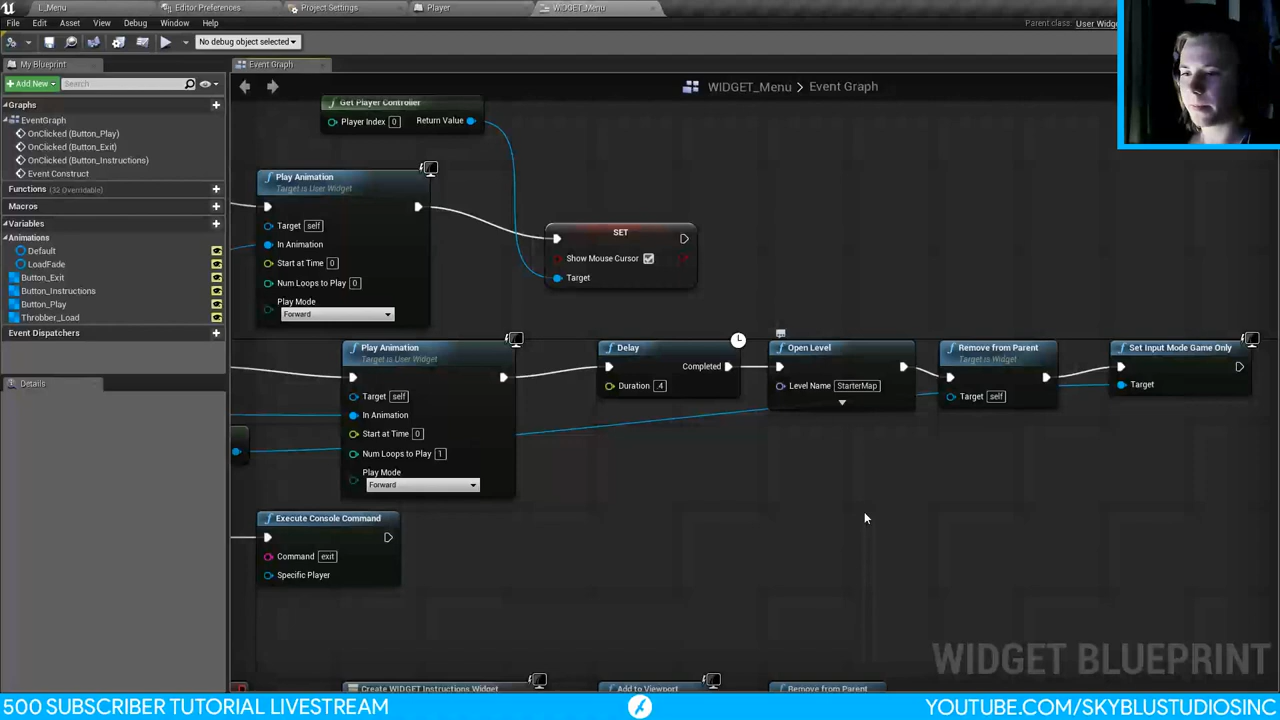 L_Menu
Editor Preferences
Project Settings
Player
WIDGET_Menu
File Edit Asset View Debug Window Help
Parent class: User Widg
No debug object selected
My Blueprint
Event Graph
+Add New
Search
WIDGET_Menu > Event Graph
Graphs
EventGraph
OnClicked (Button_Play)
OnClicked (Button_Exit)
OnClicked (Button_Instructions)
Event Construct
Functions (32 Overridable)
Macros
Variables
Animations
Default
LoadFade
Button_Exit
Button_Instructions
Button_Play
Throbber_Load
Event Dispatchers
Details
Get Player Controller
Player Index 0
Return Value
Play Animation
Target is User Widget
Target self
In Animation
Start at Time 0
Num Loops to Play 0
Play Mode
Forward
SET
Show Mouse Cursor
Target
Play Animation
Target is User Widget
Target self
In Animation
Start at Time 0
Num Loops to Play 1
Play Mode
Forward
Delay
Completed
Duration .4
Open Level
Level Name StarterMap
Remove from Parent
Target is Widget
Target self
Set Input Mode Game Only
Target
Execute Console Command
Command exit
Specific Player
Create WIDGET Instructions Widget
Add to Viewport
Remove from Parent
WIDGET BLUEPRINT
500 SUBSCRIBER TUTORIAL LIVESTREAM
YOUTUBE.COM/SKYBLUSTUDIOSINC